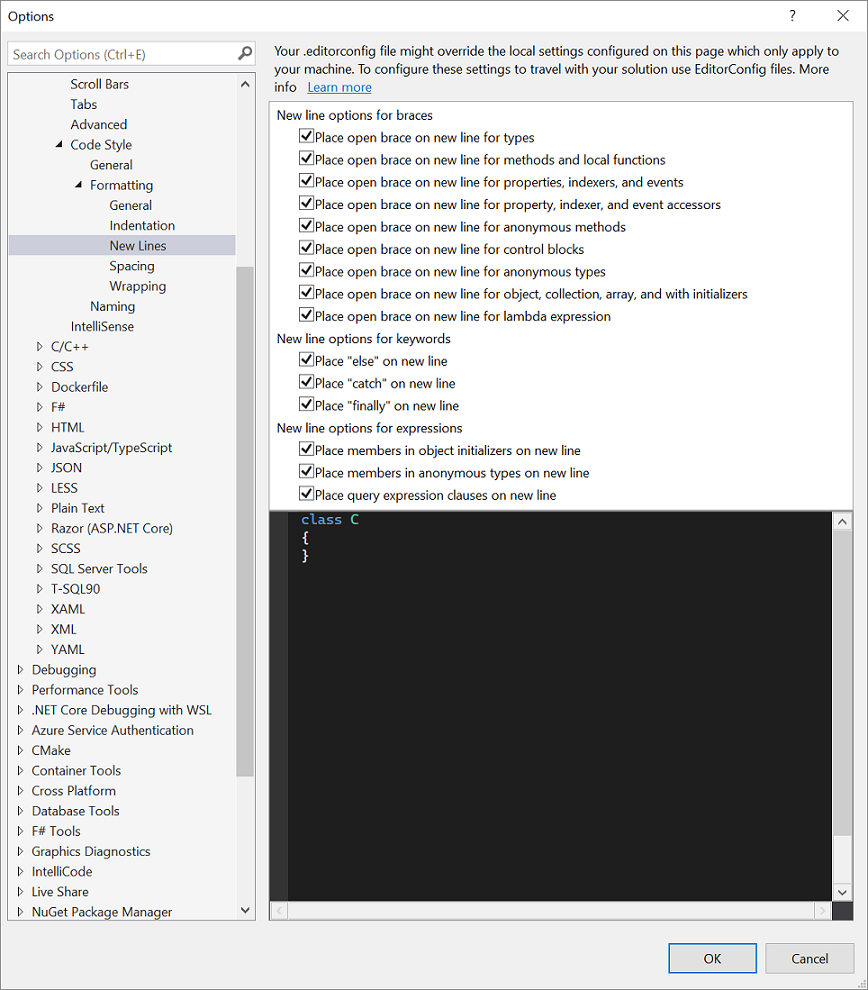 Options
Search Options (Ctrl+E)
Scroll Bars
Tabs
Advanced
Code Style
General
Formatting
General
Indentation
New Lines
Spacing
Wrapping
Naming
IntelliSense
C/C++
CSS
Dockerfile
F#
HTML
JavaScript/TypeScript
JSON
LESS
Plain Text
Razor (ASP.NET Core)
SCSS
SQL Server Tools
T-SQL90
XAML
XML
YAML
Debugging
Performance Tools
.NET Core Debugging with WSL
Azure Service Authentication
CMake
Container Tools
Cross Platform
Database Tools
F# Tools
Graphics Diagnostics
IntelliCode
Live Share
NuGet Package Manager
Your .editorconfig file might override the local settings configured on this page which only apply to
your machine. To configure these settings to travel with your solution use EditorConfig files. More
info Learn more
New line options for braces
Place open brace on new line for types
Place open brace on new line for methods and local functions
Place open brace on new line for properties, indexers, and events
Place open brace on new line for property, indexer, and event accessors
Place open brace on new line for anonymous methods
Place open brace on new line for control blocks
Place open brace on new line for anonymous types
Place open brace on new line for object, collection, array, and with initializers
Place open brace on new line for lambda expression
New line options for keywords
Place "else" on new line
Place "catch" on new line
Place "finally" on new line
New line options for expressions
Place members in object initializers on new line
Place members in anonymous types on new line
Place query expression clauses on new line
class C
{
}
OK
Cancel